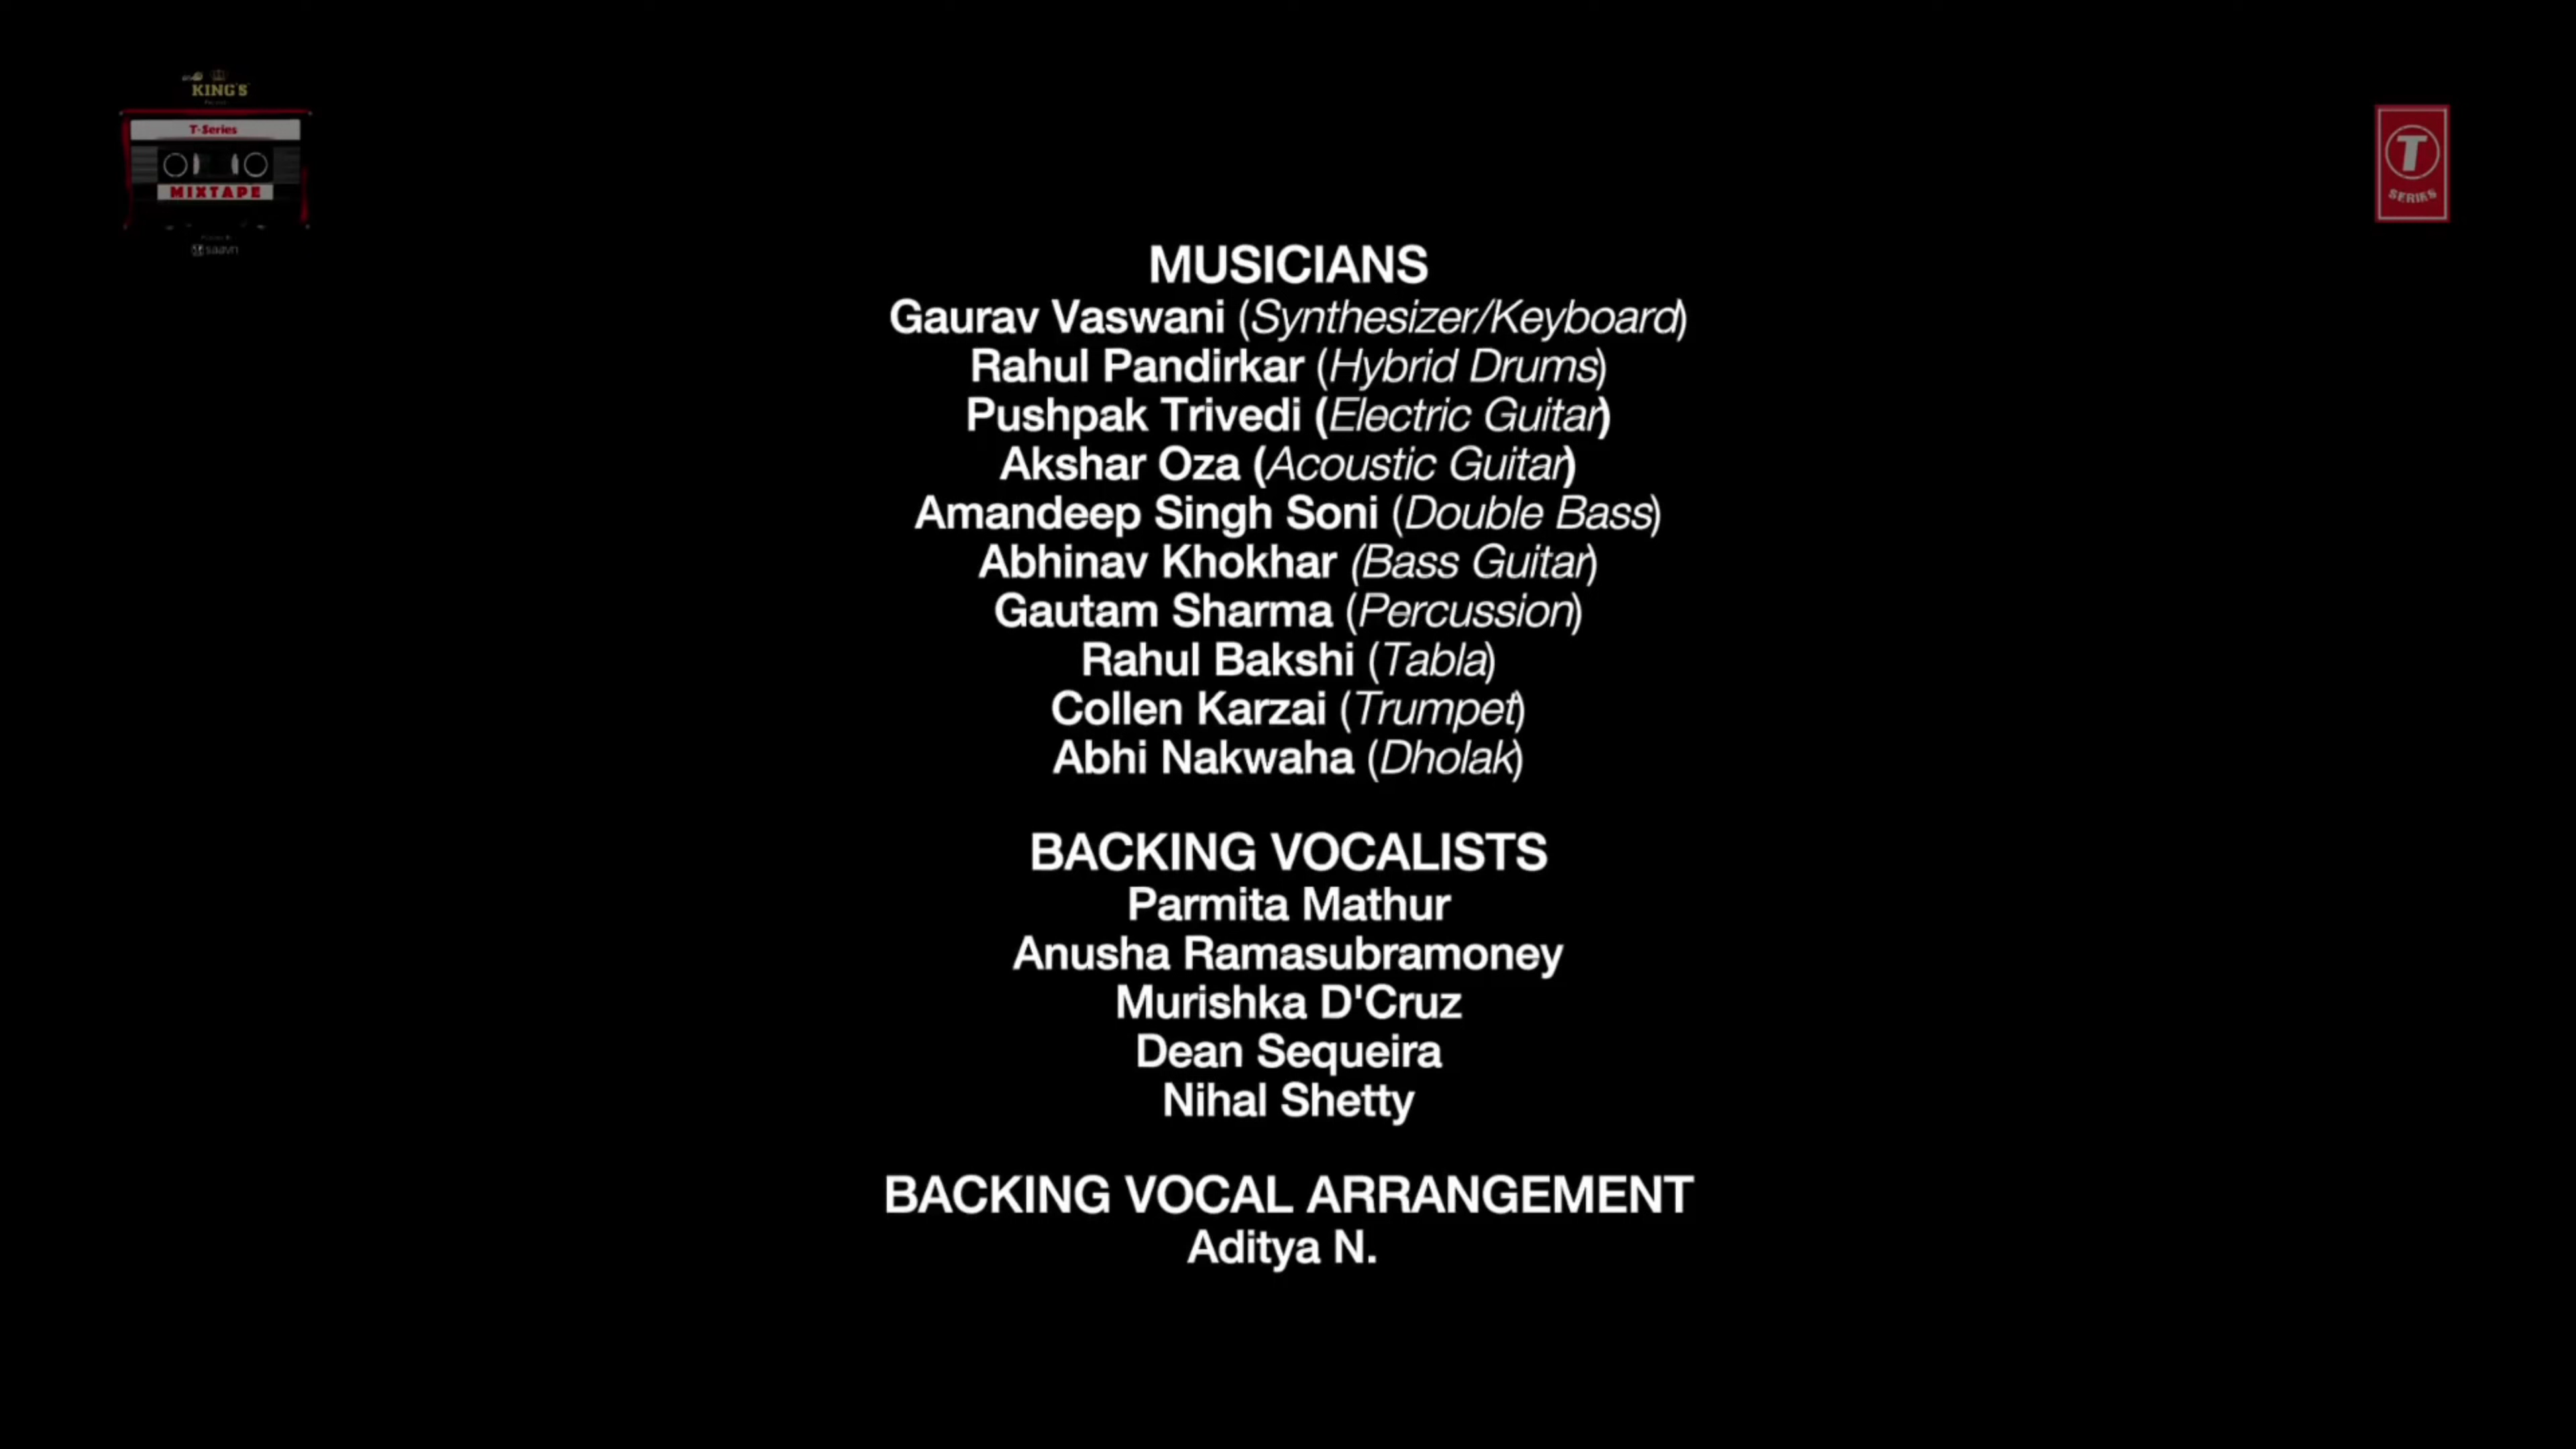 KING'S
T-Series
MIXTAPE
saavn
T
SERIES
MUSICIANS
Gaurav Vaswani (Synthesizer/Keyboard)
Rahul Pandirkar (Hybrid Drums)
Pushpak Trivedi (Electric Guitar)
Akshar Oza (Acoustic Guitar)
Amandeep Singh Soni (Double Bass)
Abhinav Khokhar (Bass Guitar)
Gautam Sharma (Percussion)
Rahul Bakshi (Tabla)
Collen Karzai (Trumpet)
Abhi Nakwaha (Dholak)
BACKING VOCALISTS
Parmita Mathur
Anusha Ramasubramoney
Murishka D'Cruz
Dean Sequeira
Nihal Shetty
BACKING VOCAL ARRANGEMENT
Aditya N.